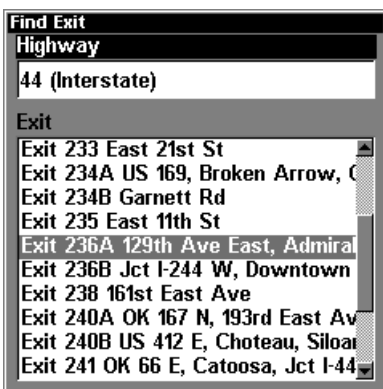 Find Exit
Highway
44 (Interstate)
Exit
Exit 233 East 21st St
Exit 234A US 169, Broken Arrow,
Exit 234B Garnett Rd
Exit 235 East 11th St
Exit 236A 129th Ave East, Admiral
Exit 236B Jct I-244 W, Downtown
Exit 238 161st East Ave
Exit 240A OK 167 N, 193rd East Av
Exit 240B US 412 E, Choteau, Siloa
Exit 241 OK 66 E, Catoosa, Jct I-44